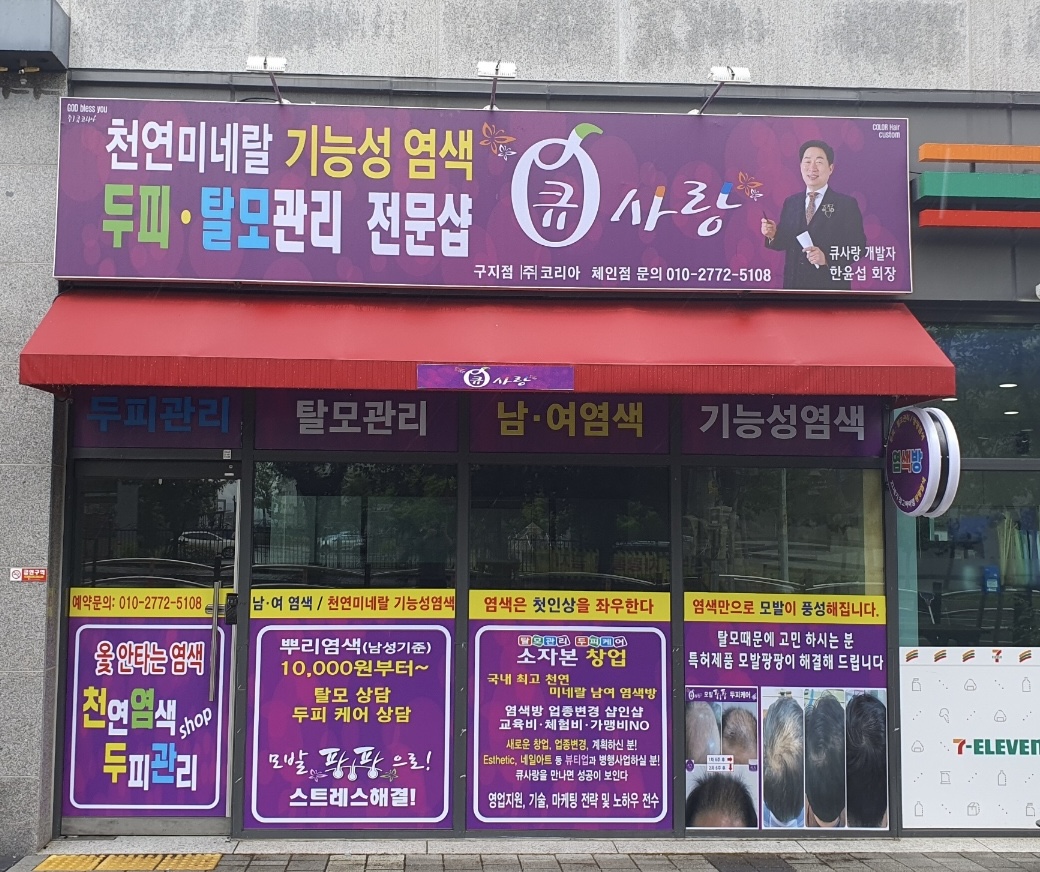 GOD bless you
COLOR Hair
custom
천연미네랄 기능성 염색
두피·탈모관리 전문샵
큐사랑
큐사랑 개발자
한윤섭 회장
구지점 (주)코리아 체인점 문의 010-2772-5108
큐사랑
두피관리
탈모관리
남·여염색
기능성염색
염색방
예약문의: 010-2772-5108
옻 안타는 염색
천연염색
shop
두피관리
남·여 염색 / 천연미네랄 기능성염색
뿌리염색(남성기준)
10,000원부터~
탈모 상담
두피 케어 상담
모발 팡팡으로!
스트레스해결!
염색은 첫인상을 좌우한다
탈모관리 두피케어
소자본 창업
국내 최고 천연
미네랄 남여 염색방
염색방 업종변경 샵인샵
교육비·체험비·가맹비NO
새로운 창업, 업종변경, 계획하신 분!
Esthetic, 네일아트 등 뷰티업과 병행사업하실 분!
큐사랑을 만나면 성공이 보인다
영업지원, 기술, 마케팅 전략 및 노하우 전수
염색만으로 모발이 풍성해집니다.
탈모때문에 고민 하시는 분
특허제품 모발팡팡이 해결해 드립니다
모발팡팡 두피케어
금연구역
7-ELEVEN